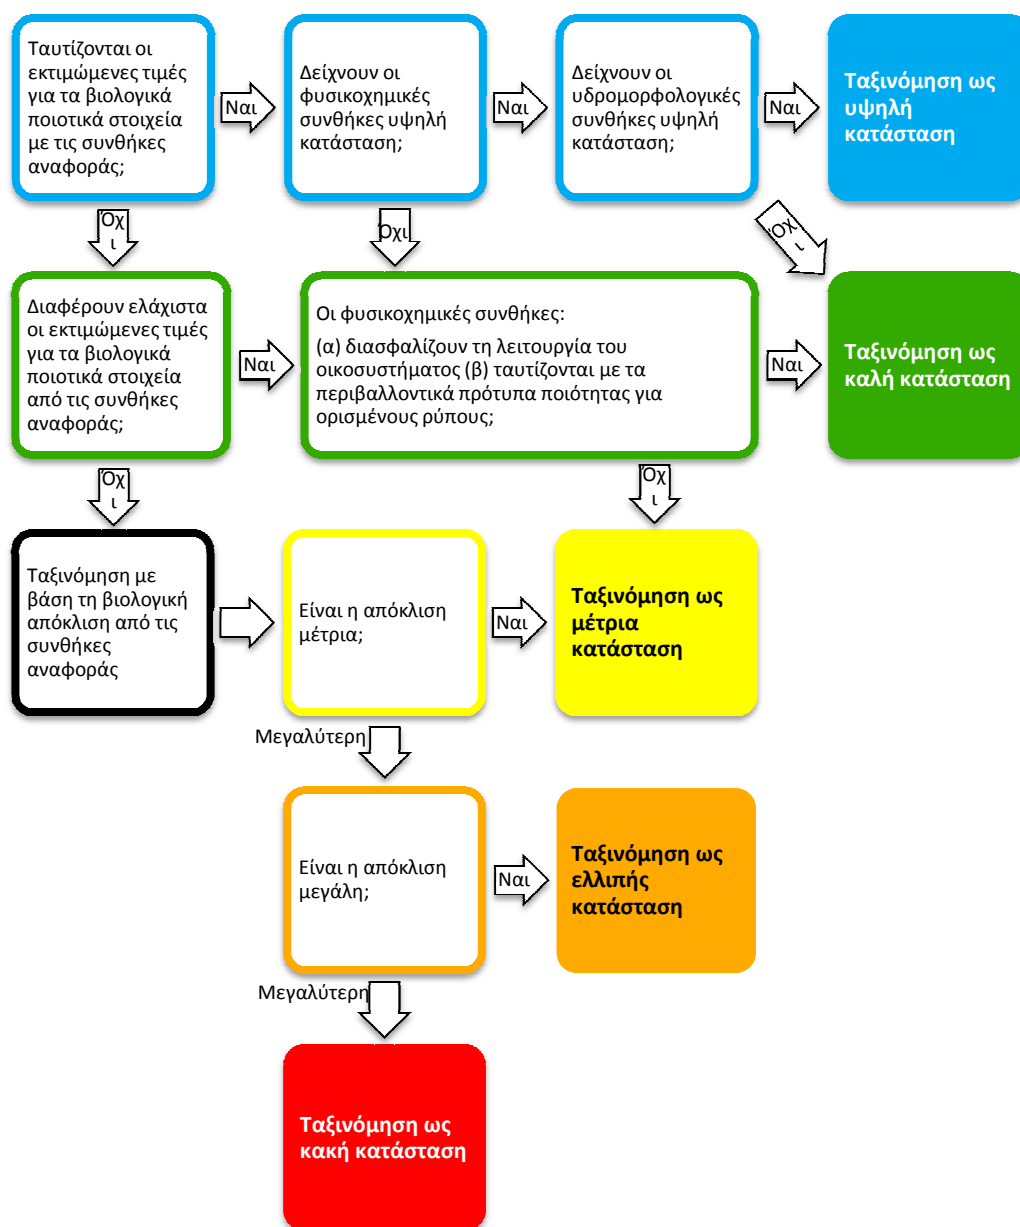 Ταυτίζονται οι
εκτιμώμενες τιμές
για τα βιολογικά
ποιοτικά στοιχεία
με τις συνθήκες
αναφοράς;
Ναι
Δείχνουν οι
φυσικοχημικές
συνθήκες υψηλή
κατάσταση;
Ναι
Δείχνουν οι
υδρομορφολογικές
συνθήκες υψηλή
κατάσταση;
Ναι
Ταξινόμηση ως
υψηλή
κατάσταση
Όχ
ι
Όχι
Όχ
ι
Διαφέρουν ελάχιστα
οι εκτιμώμενες τιμές
για τα βιολογικά
ποιοτικά στοιχεία
από τις συνθήκες
αναφοράς;
Ναι
Οι φυσικοχημικές συνθήκες:
(α) διασφαλίζουν τη λειτουργία του
οικοσυστήματος (β) ταυτίζονται με τα
περιβαλλοντικά πρότυπα ποιότητας για
ορισμένους ρύπους;
Ναι
Ταξινόμηση ως
καλή κατάσταση
Όχ
ι
Όχ
ι
Ταξινόμηση με
βάση τη βιολογική
απόκλιση από τις
συνθήκες
αναφοράς
Είναι η απόκλιση
μέτρια;
Ναι
Ταξινόμηση ως
μέτρια
κατάσταση
Μεγαλύτερη
Είναι η απόκλιση
μεγάλη;
Ναι
Ταξινόμηση ως
ελλιπής
κατάσταση
Μεγαλύτερη
Ταξινόμηση ως
κακή κατάσταση